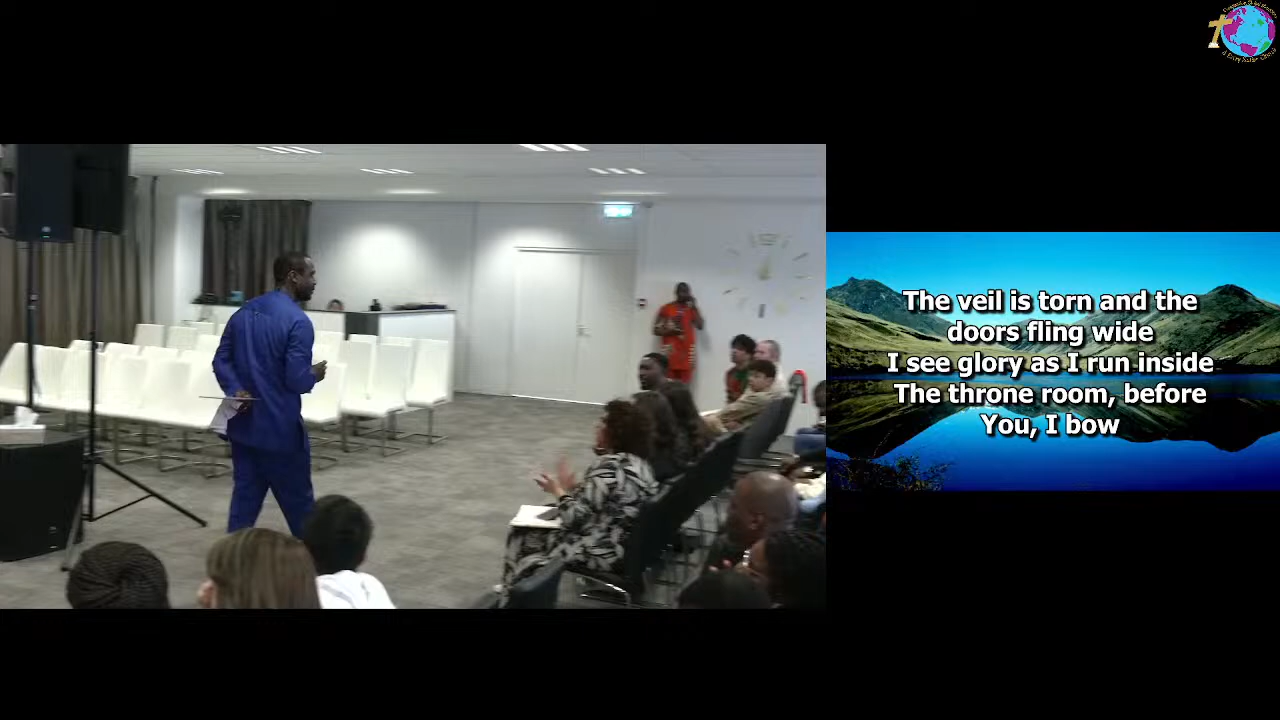 The veil is torn and the
doors fling wide
I see glory as I run inside
The throne room, before
You, I bow